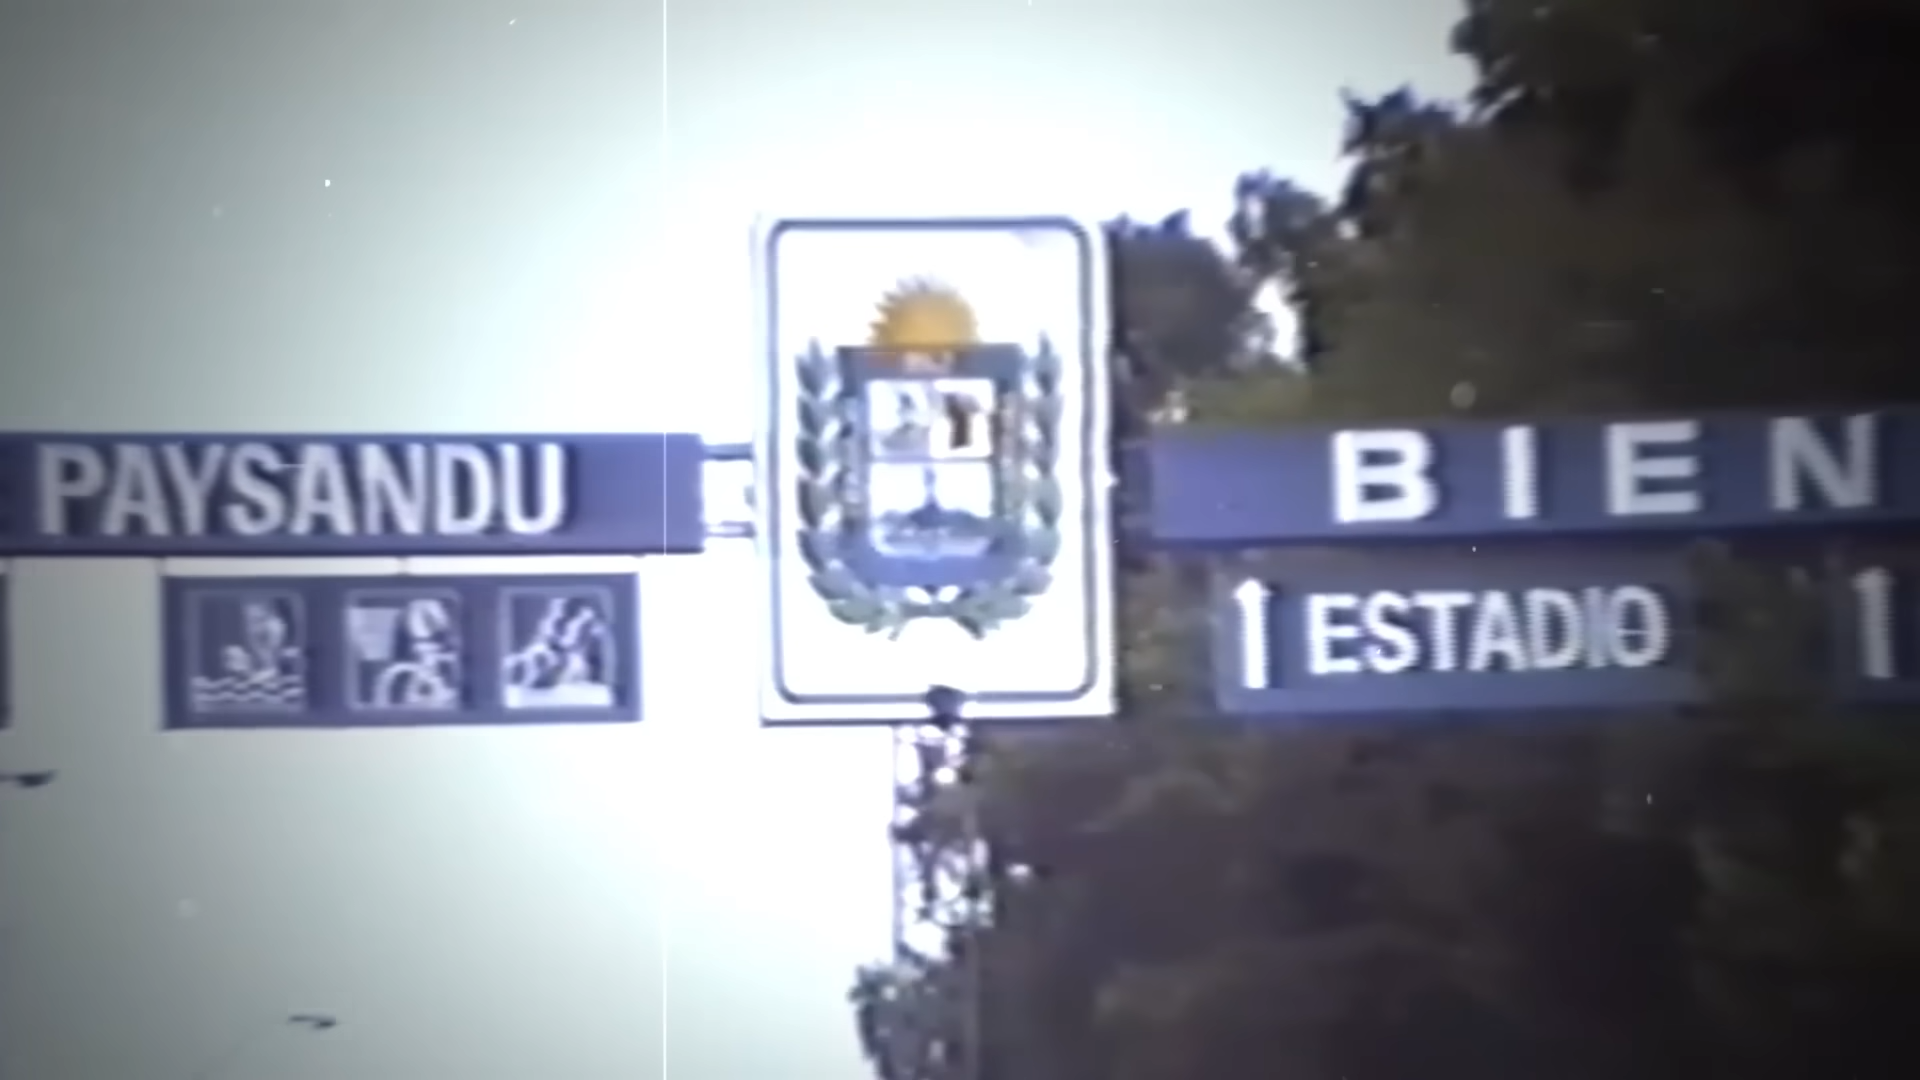 PAYSANDU
BIEN
↑ ESTADIO
↑